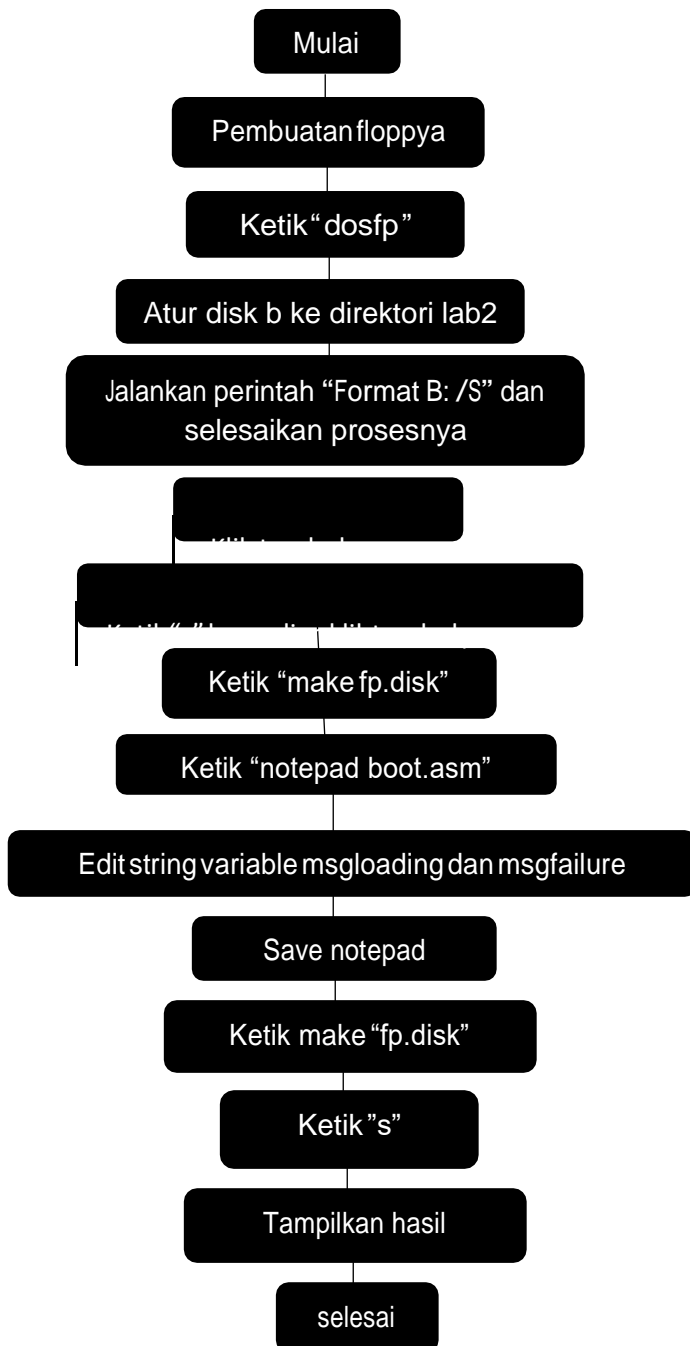 Mulai
Pembuatan floppya
Ketik “dosfp”
Atur disk b ke direktori lab2
Jalankan perintah “Format B: /S” dan
selesaikan prosesnya
Ketik “make fp.disk”
Ketik “notepad boot.asm”
Edit string variable msgloading dan msgfailure
Save notepad
Ketik make “fp.disk”
Ketik ”s”
Tampilkan hasil
selesai